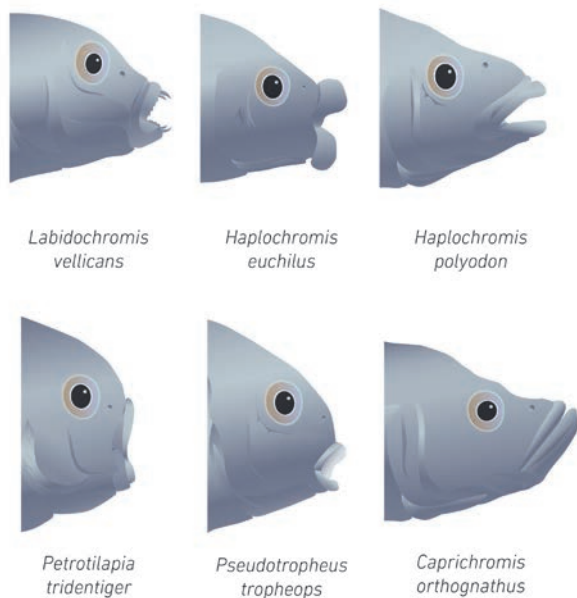 Labidochromis
vellicans
Haplochromis
euchilus
Haplochromis
polyodon
Petrotilapia
tridentiger
Pseudotropheus
tropheops
Caprichromis
orthognathus